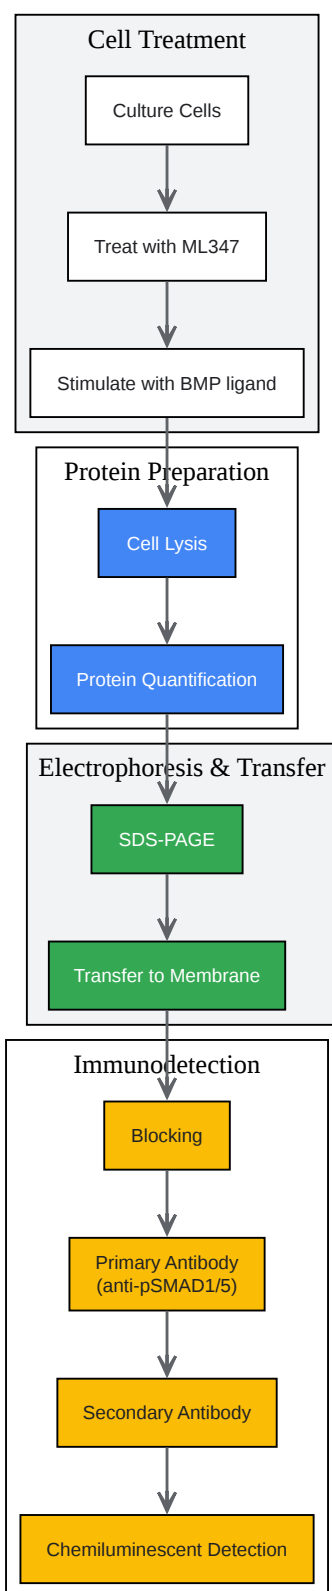 Cell Treatment
Culture Cells
Treat with ML347
Stimulate with BMP ligand
Protein Preparation
Cell Lysis
Protein Quantification
Electrophoresis & Transfer
SDS-PAGE
Transfer to Membrane
Immunodetection
Blocking
Primary Antibody
(anti-pSMAD1/5)
Secondary Antibody
Chemiluminescent Detection